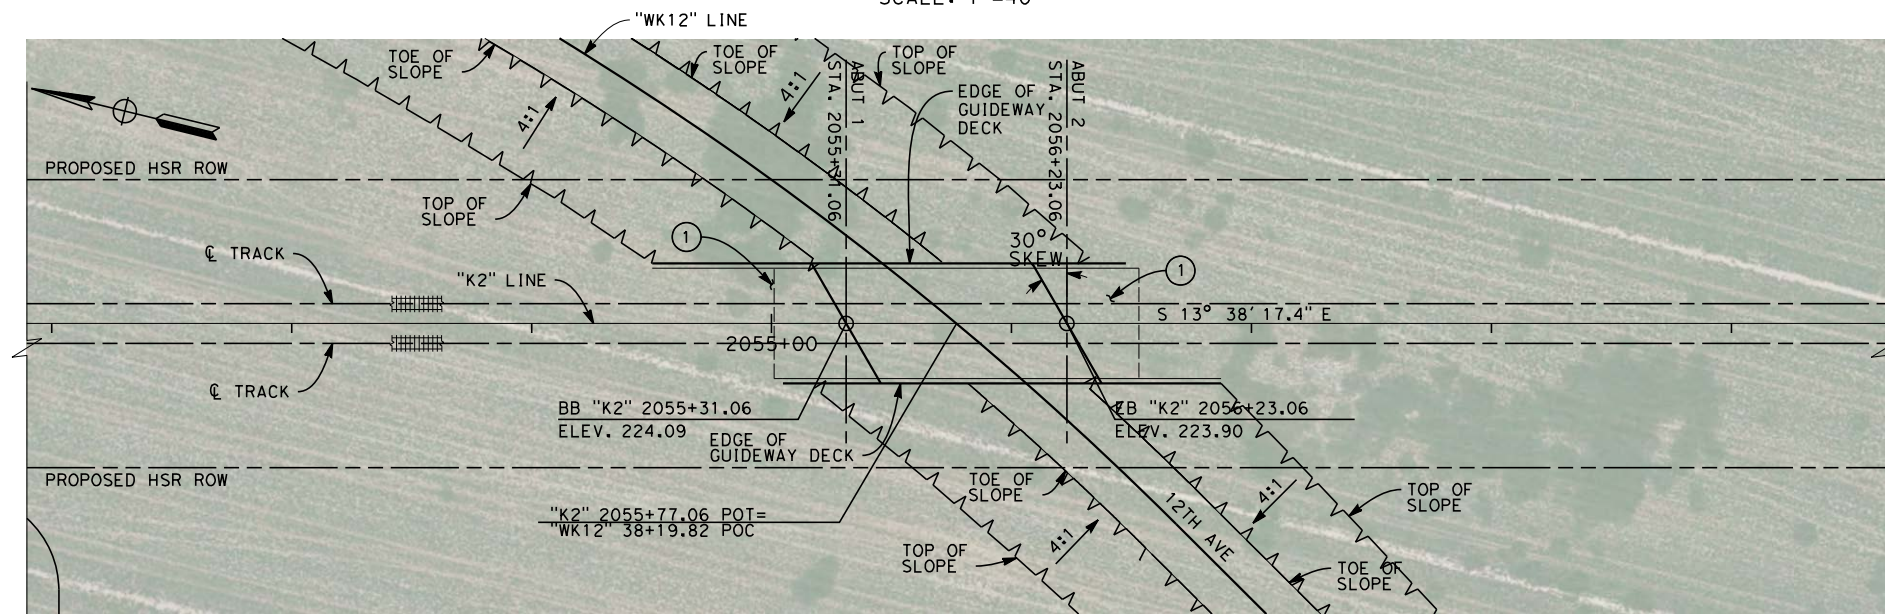 "WK12" LINE
TOE OF
SLOPE
TOE OF
SLOPE
TOP OF
SLOPE
4:1
4:1
ABUT 1
STA. 2055+31.06
EDGE OF
GUIDEWAY
DECK
ABUT 2
STA. 2056+23.06
PROPOSED HSR ROW
TOP OF
SLOPE
1
30°
SKEW
1
℄ TRACK
"K2" LINE
S 13° 38' 17.4" E
2055+00
℄ TRACK
BB "K2" 2055+31.06
ELEV. 224.09
EB "K2" 2056+23.06
ELEV. 223.90
EDGE OF
GUIDEWAY DECK
PROPOSED HSR ROW
TOE OF
SLOPE
4:1
TOP OF
SLOPE
12TH AVE
"K2" 2055+77.06 POT=
"WK12" 38+19.82 POC
4:1
TOP OF
SLOPE
TOE OF
SLOPE